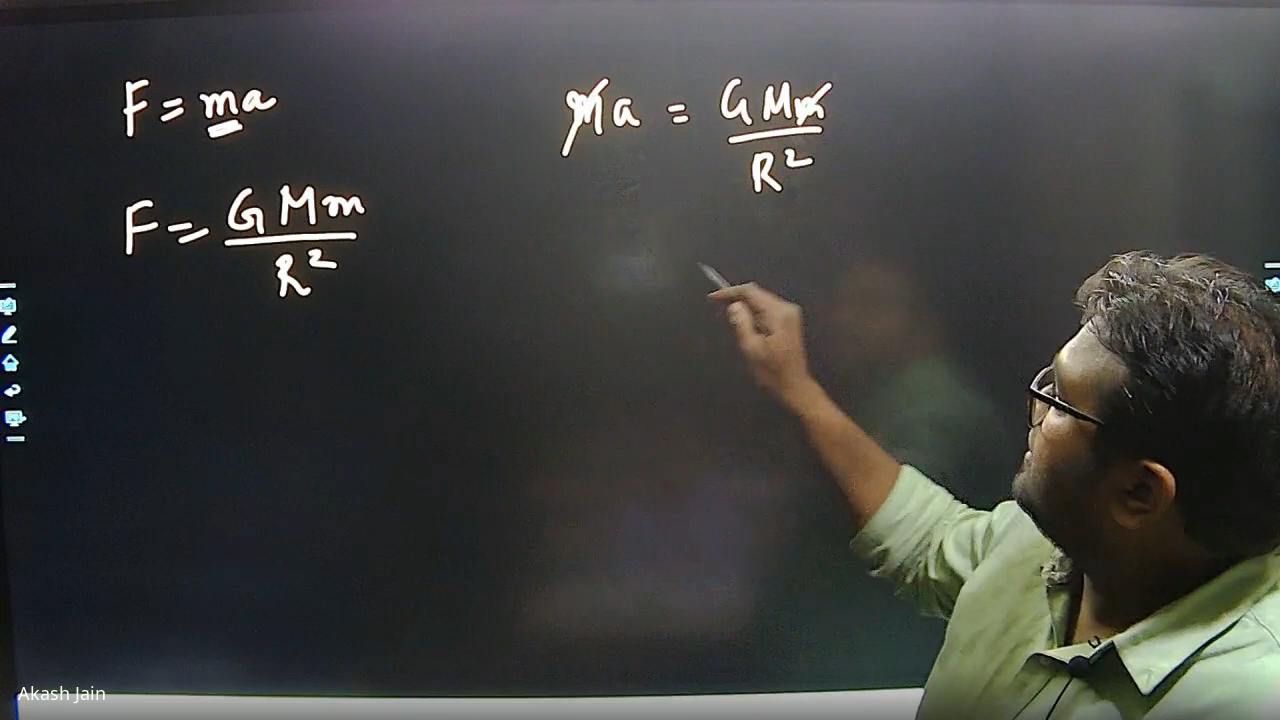 F = ma
F = GMm
R²
ma = GMm
R²
Akash Jain